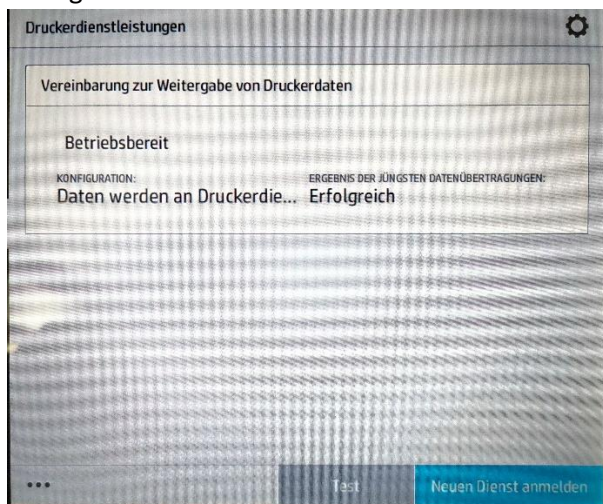 Druckerdienstleistungen
Vereinbarung zur Weitergabe von Druckerdaten
Betriebsbereit
KONFIGURATION:
Daten werden an Druckerdie...
ERGEBNIS DER JÜNGSTEN DATENÜBERTRAGUNGEN:
Erfolgreich
...
Test
Neuen Dienst anmelden